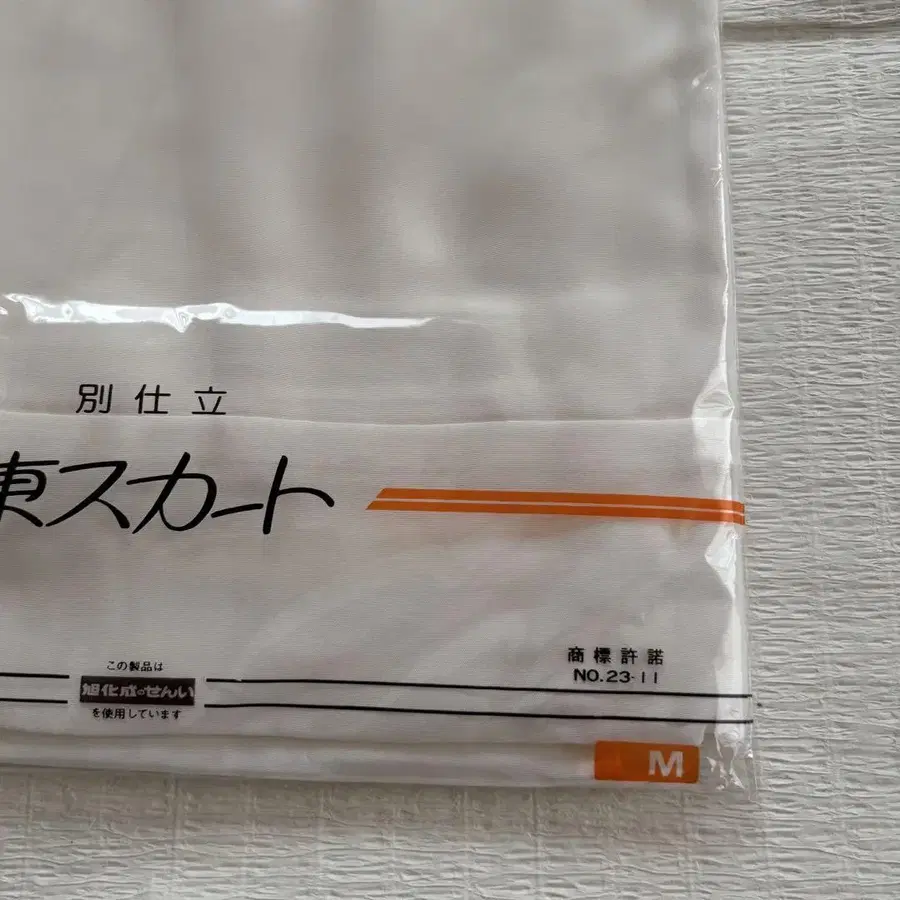 別仕立
東スカート
この製品は
旭化成のせんい
を使用しています
商標許諾
NO.23-11
M